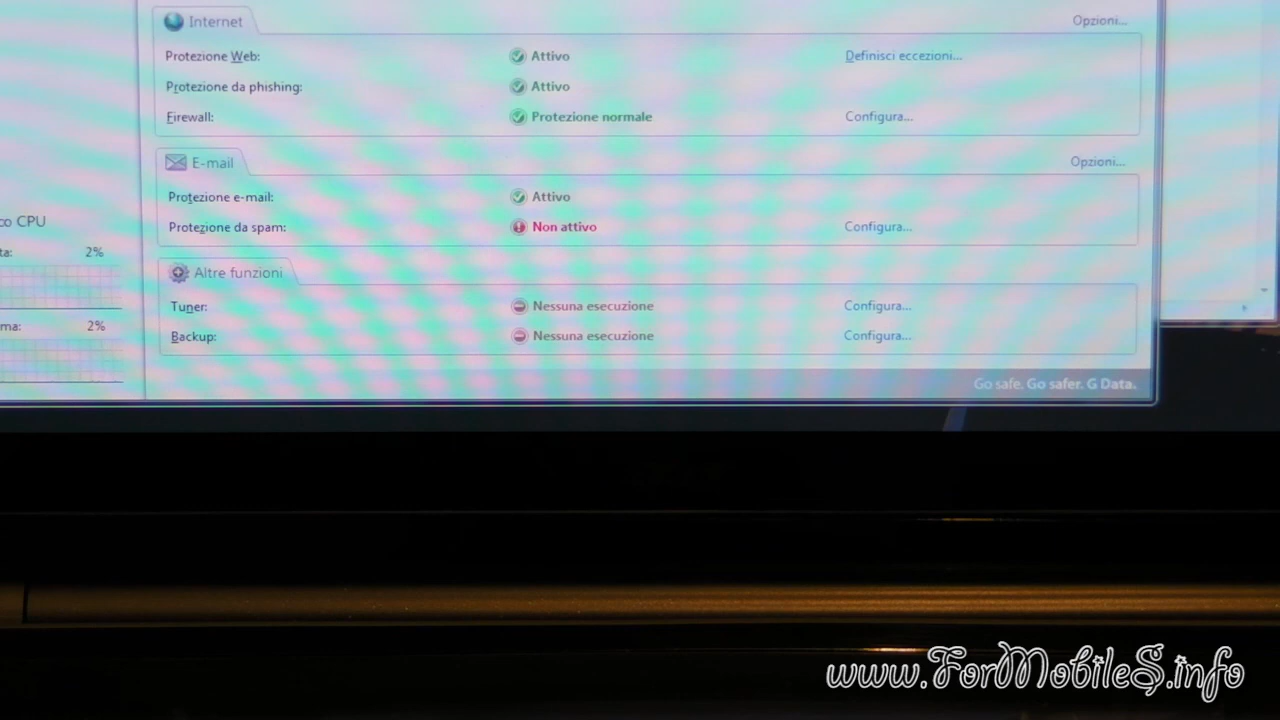 Internet
Opzioni...
Protezione Web: Attivo Definisci eccezioni...
Protezione da phishing: Attivo
Firewall: Protezione normale Configura...
E-mail
Opzioni...
Protezione e-mail: Attivo
Protezione da spam: Non attivo Configura...
co CPU
ta: 2%
Altre funzioni
Tuner: Nessuna esecuzione Configura...
ma: 2%
Backup: Nessuna esecuzione Configura...
Go safe. Go safer. G Data.
www.ForMobileS.info